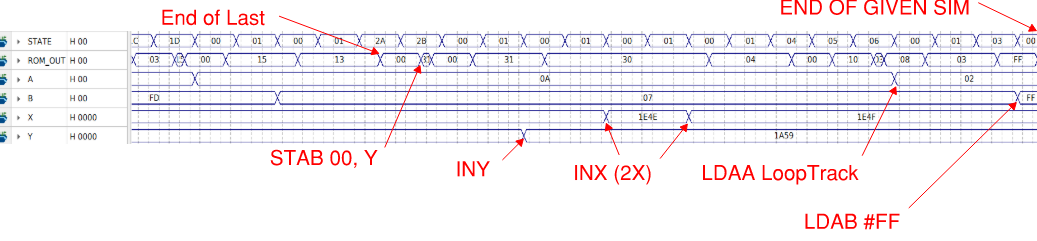 END OF GIVEN SIM
End of Last
STATE H 00 1D 00 01 00 01 2A 2B 00 01 00 01 00 01 00 01 04 05 06 00 01 03 00
ROM_OUT H 00 03 00 15 13 00 00 31 30 04 00 10 08 03 FF
A H 00 0A 02
B H 00 FD 07 FF
X H 0000 1E4E 1E4F
Y H 0000 1A59
STAB 00, Y
INY
INX (2X)
LDAA LoopTrack
LDAB #FF